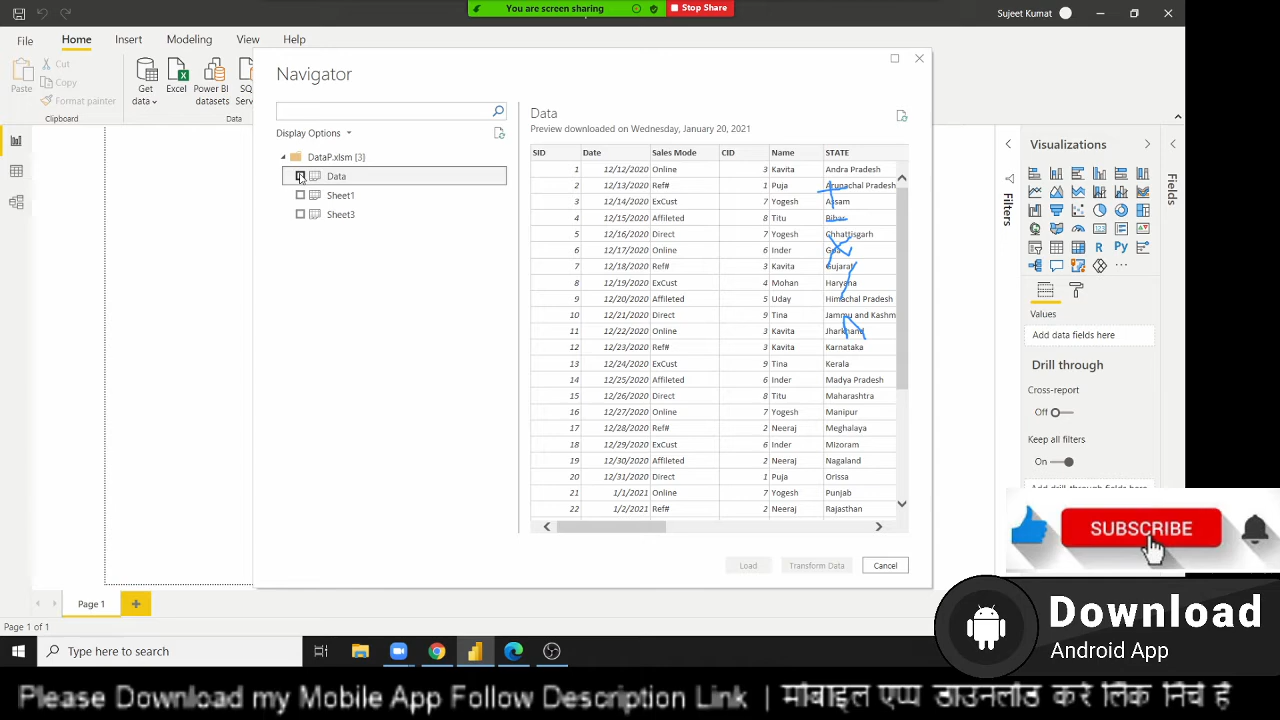 You are screen sharing
Stop Share
Sujeet Kumat
File Home Insert Modeling View Help
Paste
Cut
Copy
Format painter
Clipboard
Get data
Excel
Power BI datasets
SQ
Data
Navigator
Display Options
DataP.xlsm [3]
Data
Sheet1
Sheet3
Data
Preview downloaded on Wednesday, January 20, 2021
SID Date Sales Mode CID Name STATE
1 12/12/2020 Online 3 Kavita Andra Pradesh
2 12/13/2020 Ref# 1 Puja Arunachal Pradesh
3 12/14/2020 ExCust 7 Yogesh Assam
4 12/15/2020 Affileted 8 Titu Bihar
5 12/16/2020 Direct 7 Yogesh Chhattisgarh
6 12/17/2020 Online 6 Inder Goa
7 12/18/2020 Ref# 3 Kavita Gujarat
8 12/19/2020 ExCust 4 Mohan Haryana
9 12/20/2020 Affileted 5 Uday Himachal Pradesh
10 12/21/2020 Direct 9 Tina Jammu and Kashm
11 12/22/2020 Online 3 Kavita Jharkhand
12 12/23/2020 Ref# 3 Kavita Karnataka
13 12/24/2020 ExCust 9 Tina Kerala
14 12/25/2020 Affileted 6 Inder Madya Pradesh
15 12/26/2020 Direct 8 Titu Maharashtra
16 12/27/2020 Online 7 Yogesh Manipur
17 12/28/2020 Ref# 2 Neeraj Meghalaya
18 12/29/2020 ExCust 6 Inder Mizoram
19 12/30/2020 Affileted 2 Neeraj Nagaland
20 12/31/2020 Direct 1 Puja Orissa
21 1/1/2021 Online 7 Yogesh Punjab
22 1/2/2021 Ref# 2 Neeraj Rajasthan
Load Transform Data Cancel
Filters
Visualizations
Fields
R Py
Values
Add data fields here
Drill through
Cross-report
Off
Keep all filters
On
Add drill-through fields here
SUBSCRIBE
Download
Android App
Page 1
Page 1 of 1
Type here to search
Please Download my Mobile App Follow Description Link | मोबाइल एप्प डाउनलोड करे लिंक निचे है